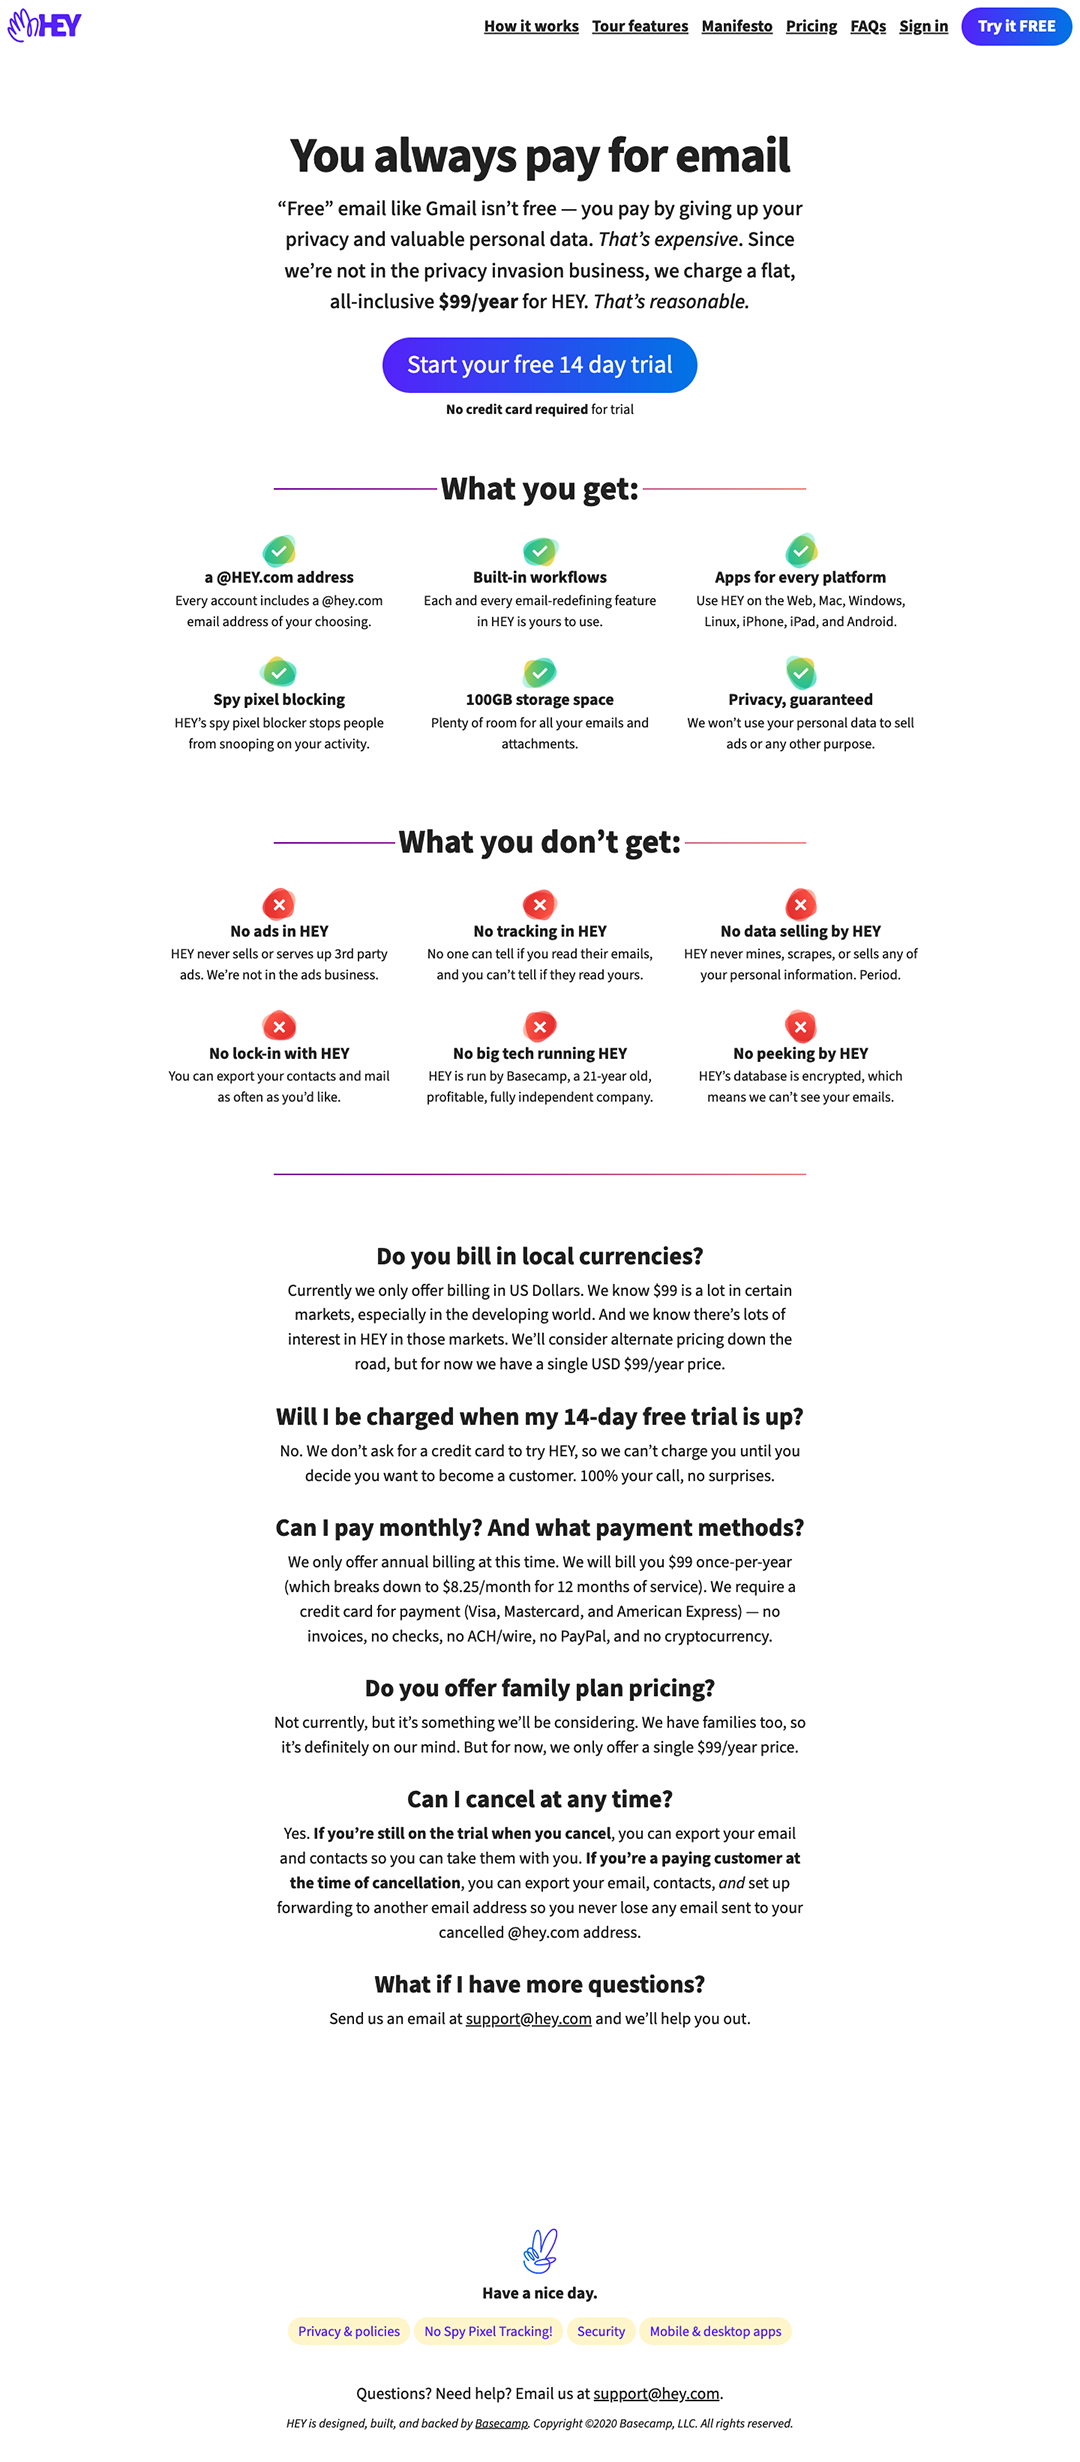 HEY
How it works Tour features Manifesto Pricing FAQs Sign in Try it FREE
You always pay for email
“Free” email like Gmail isn’t free — you pay by giving up your
privacy and valuable personal data. That’s expensive. Since
we’re not in the privacy invasion business, we charge a flat,
all-inclusive $99/year for HEY. That’s reasonable.
Start your free 14 day trial
No credit card required for trial
What you get:
a @HEY.com address
Every account includes a @hey.com
email address of your choosing.
Built-in workflows
Each and every email-redefining feature
in HEY is yours to use.
Apps for every platform
Use HEY on the Web, Mac, Windows,
Linux, iPhone, iPad, and Android.
Spy pixel blocking
HEY’s spy pixel blocker stops people
from snooping on your activity.
100GB storage space
Plenty of room for all your emails and
attachments.
Privacy, guaranteed
We won’t use your personal data to sell
ads or any other purpose.
What you don’t get:
No ads in HEY
HEY never sells or serves up 3rd party
ads. We’re not in the ads business.
No tracking in HEY
No one can tell if you read their emails,
and you can’t tell if they read yours.
No data selling by HEY
HEY never mines, scrapes, or sells any of
your personal information. Period.
No lock-in with HEY
You can export your contacts and mail
as often as you’d like.
No big tech running HEY
HEY is run by Basecamp, a 21-year old,
profitable, fully independent company.
No peeking by HEY
HEY’s database is encrypted, which
means we can’t see your emails.
Do you bill in local currencies?
Currently we only offer billing in US Dollars. We know $99 is a lot in certain
markets, especially in the developing world. And we know there’s lots of
interest in HEY in those markets. We’ll consider alternate pricing down the
road, but for now we have a single USD $99/year price.
Will I be charged when my 14-day free trial is up?
No. We don’t ask for a credit card to try HEY, so we can’t charge you until you
decide you want to become a customer. 100% your call, no surprises.
Can I pay monthly? And what payment methods?
We only offer annual billing at this time. We will bill you $99 once-per-year
(which breaks down to $8.25/month for 12 months of service). We require a
credit card for payment (Visa, Mastercard, and American Express) — no
invoices, no checks, no ACH/wire, no PayPal, and no cryptocurrency.
Do you offer family plan pricing?
Not currently, but it’s something we’ll be considering. We have families too, so
it’s definitely on our mind. But for now, we only offer a single $99/year price.
Can I cancel at any time?
Yes. If you’re still on the trial when you cancel, you can export your email
and contacts so you can take them with you. If you’re a paying customer at
the time of cancellation, you can export your email, contacts, and set up
forwarding to another email address so you never lose any email sent to your
cancelled @hey.com address.
What if I have more questions?
Send us an email at support@hey.com and we’ll help you out.
Have a nice day.
Privacy & policies No Spy Pixel Tracking! Security Mobile & desktop apps
Questions? Need help? Email us at support@hey.com.
HEY is designed, built, and backed by Basecamp. Copyright ©2020 Basecamp, LLC. All rights reserved.